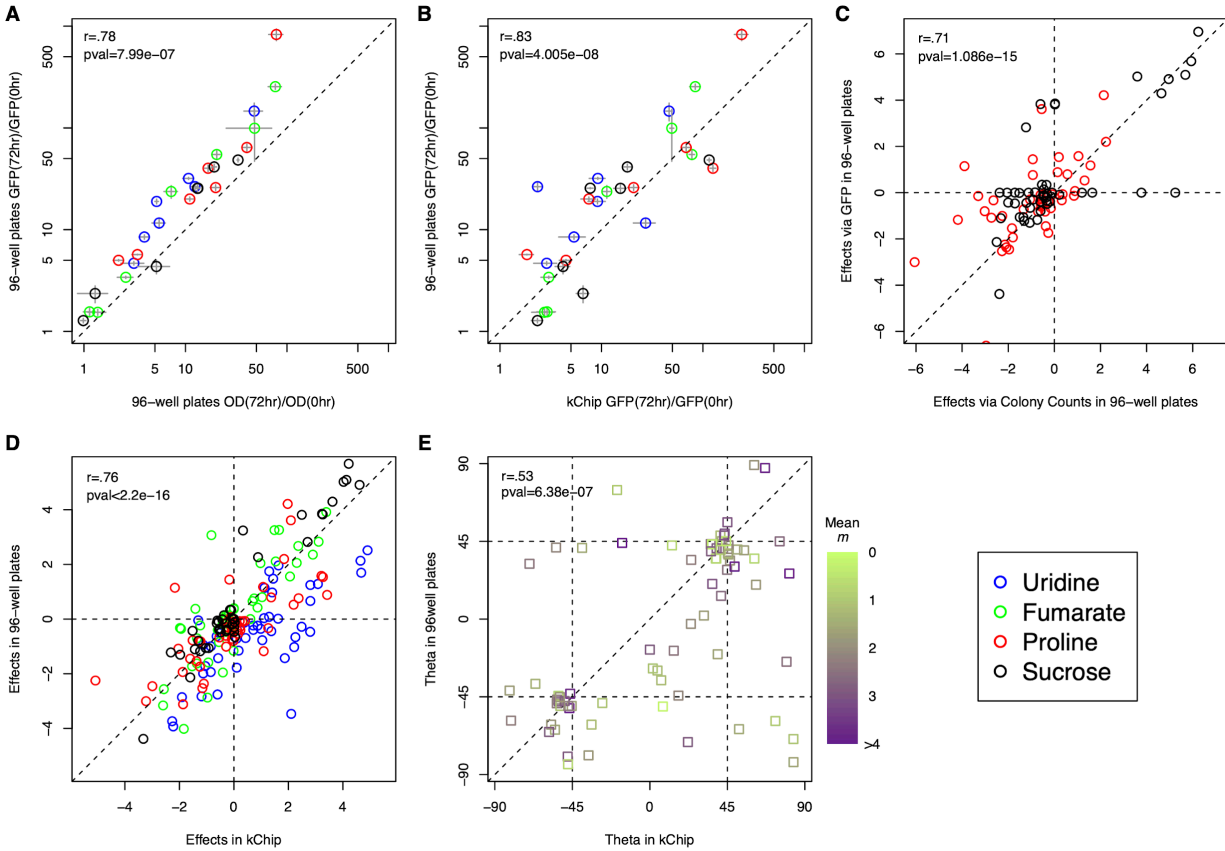 A
r=.78
pval=7.99e−07
96−well plates GFP(72hr)/GFP(0hr)
500
50
10
5
1
1 5 10 50 500
96−well plates OD(72hr)/OD(0hr)
B
r=.83
pval=4.005e−08
96−well plates GFP(72hr)/GFP(0hr)
500
50
10
5
1
1 5 10 50 500
kChip GFP(72hr)/GFP(0hr)
C
r=.71
pval=1.086e−15
Effects via GFP in 96−well plates
6
4
2
0
−2
−4
−6
−6 −4 −2 0 2 4 6
Effects via Colony Counts in 96−well plates
D
r=.76
pval<2.2e−16
Effects in 96−well plates
4
2
0
−2
−4
−4 −2 0 2 4
Effects in kChip
E
r=.53
pval=6.38e−07
Theta in 96well plates
90
45
0
−45
−90
−90 −45 0 45 90
Theta in kChip
Mean
m
0
1
2
3
>4
Uridine
Fumarate
Proline
Sucrose